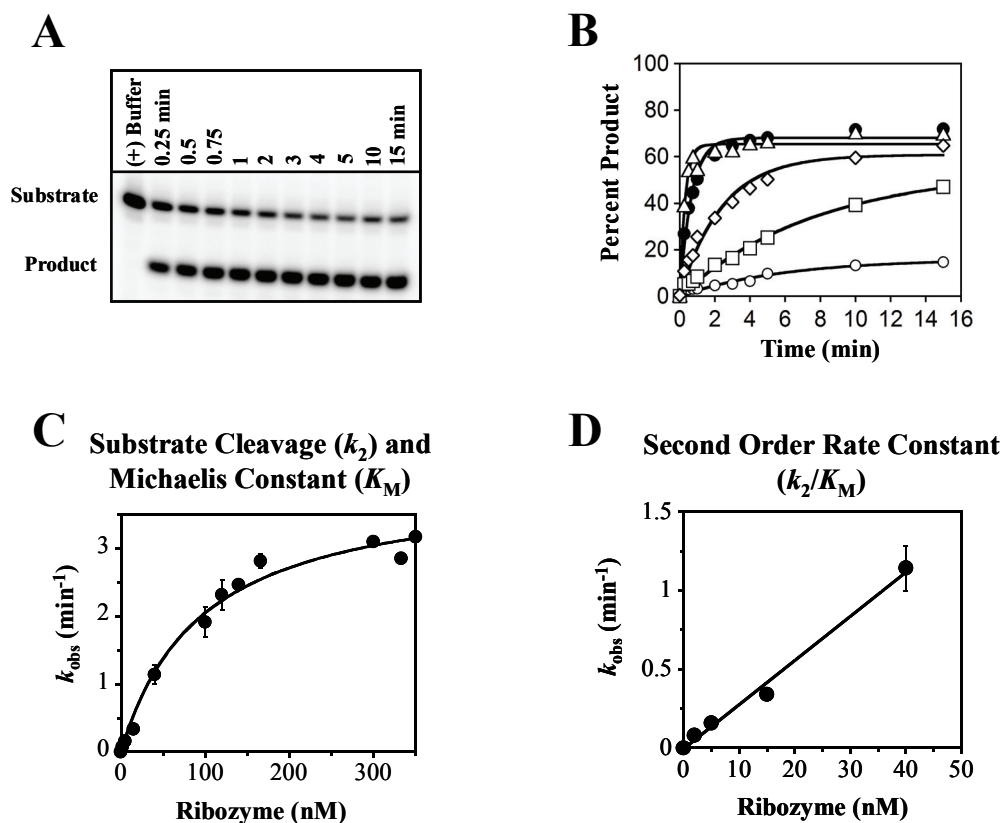 A
(+) Buffer
0.25 min
0.5
0.75
1
2
3
4
5
10
15 min
Substrate
Product
B
Percent Product
100
80
60
40
20
0
0 2 4 6 8 10 12 14 16
Time (min)
C
Substrate Cleavage (k2) and
Michaelis Constant (KM)
kobs (min-1)
3
2
1
0
0 100 200 300
Ribozyme (nM)
D
Second Order Rate Constant
(k2/KM)
kobs (min-1)
1.5
1
0.5
0
0 10 20 30 40 50
Ribozyme (nM)